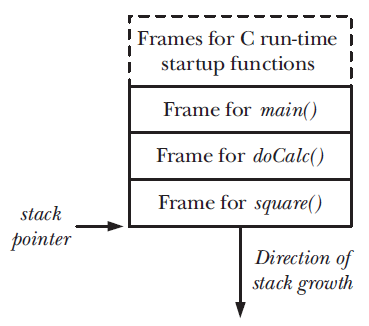 Frames for C run-time
startup functions
Frame for main()
Frame for doCalc()
Frame for square()
stack
pointer
Direction of
stack growth